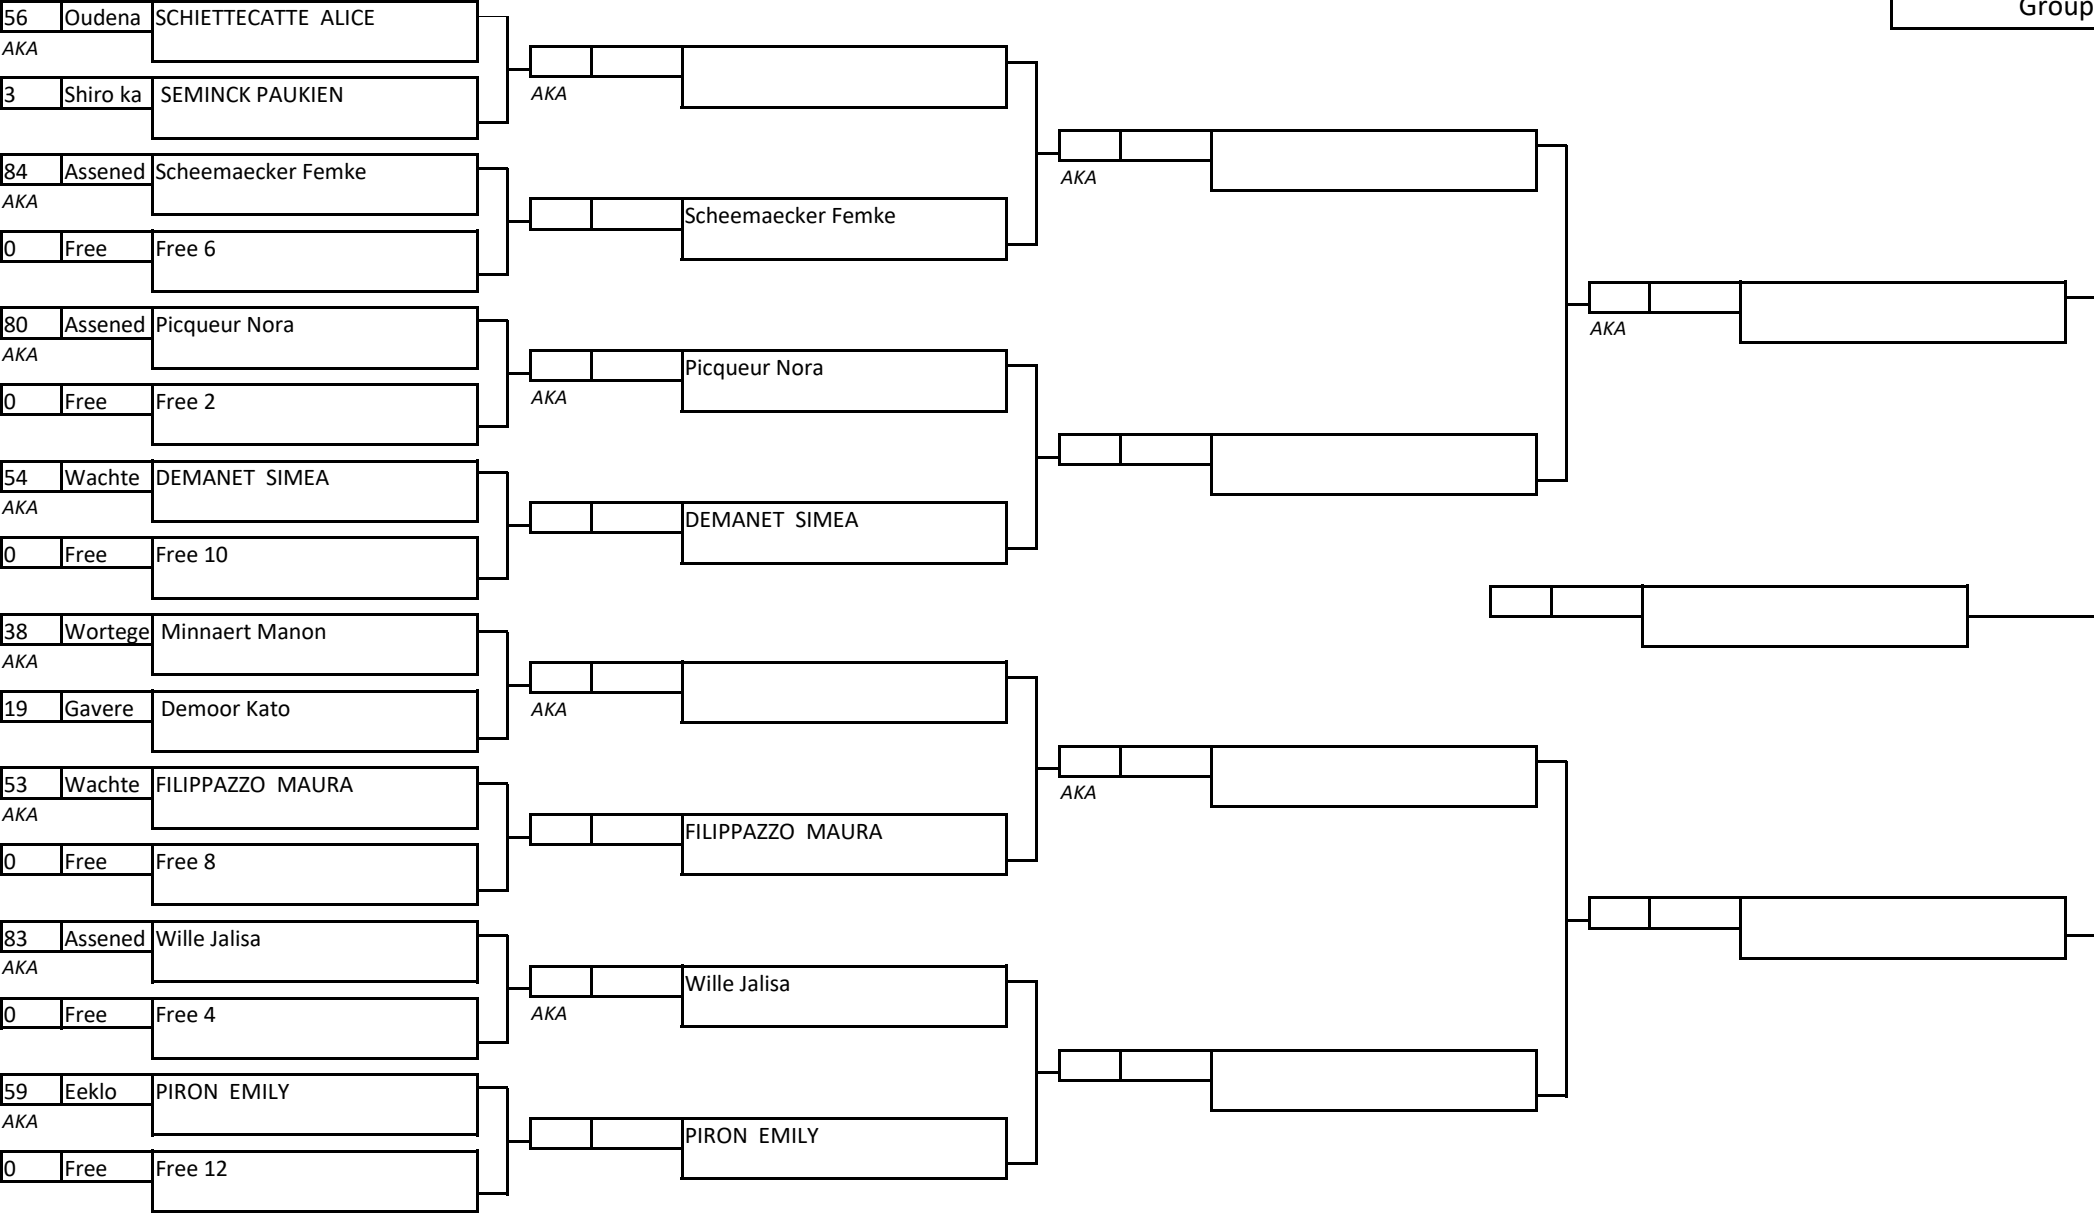 Group
56 Oudena SCHIETTECATTE ALICE
AKA
AKA
3 Shiro ka SEMINCK PAUKIEN
AKA
84 Assened Scheemaecker Femke
AKA
Scheemaecker Femke
0 Free Free 6
80 Assened Picqueur Nora
AKA
AKA
Picqueur Nora
0 Free Free 2
AKA
54 Wachte DEMANET SIMEA
AKA
DEMANET SIMEA
0 Free Free 10
38 Wortege Minnaert Manon
AKA
19 Gavere Demoor Kato
AKA
53 Wachte FILIPPAZZO MAURA
AKA
AKA
FILIPPAZZO MAURA
0 Free Free 8
83 Assened Wille Jalisa
AKA
Wille Jalisa
0 Free Free 4
AKA
59 Eeklo PIRON EMILY
AKA
PIRON EMILY
0 Free Free 12